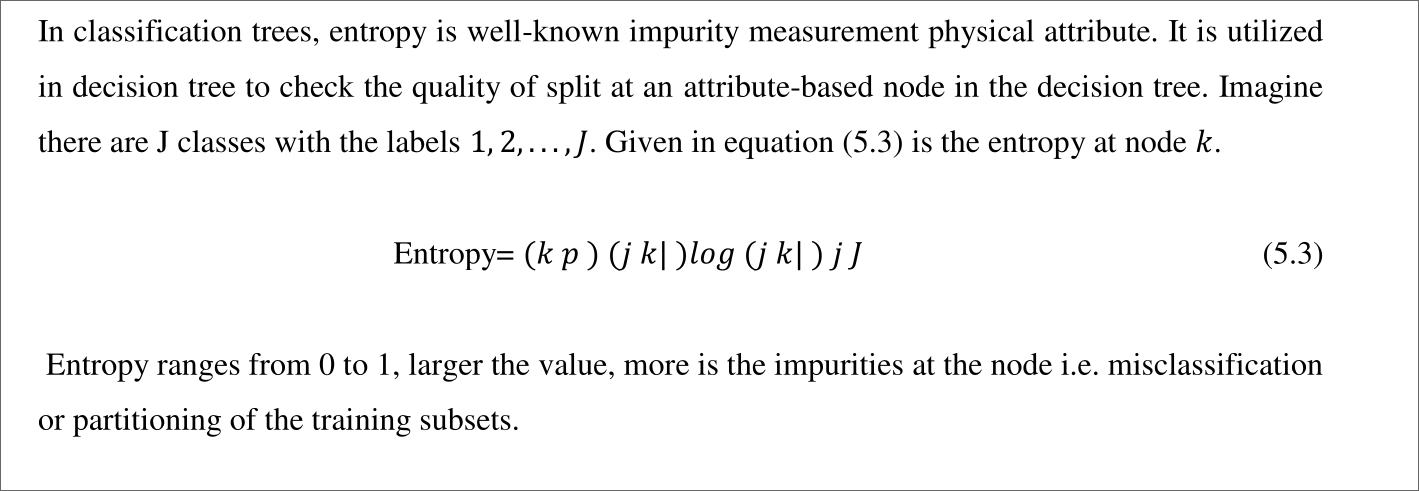 In classification trees, entropy is well-known impurity measurement physical attribute. It is utilized
in decision tree to check the quality of split at an attribute-based node in the decision tree. Imagine
there are J classes with the labels 1, 2, . . . , J. Given in equation (5.3) is the entropy at node k.
Entropy= (k p ) (j k| )log (j k| ) j J (5.3)
Entropy ranges from 0 to 1, larger the value, more is the impurities at the node i.e. misclassification
or partitioning of the training subsets.